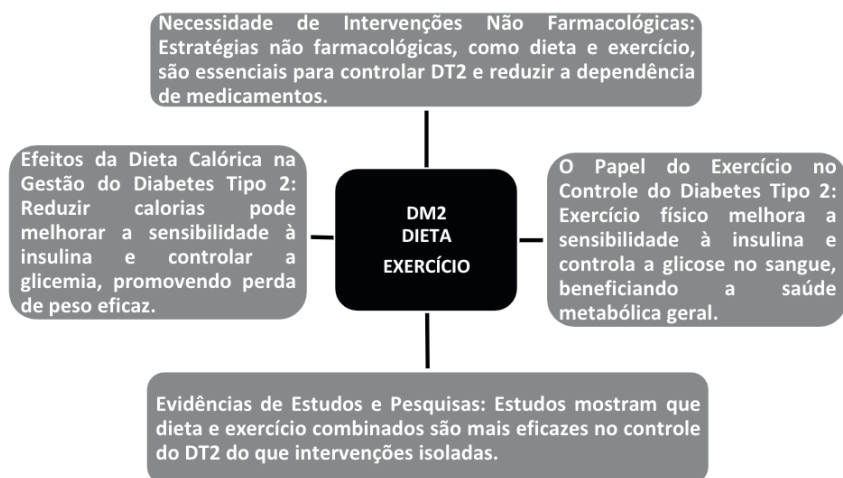 Necessidade de Intervenções Não Farmacológicas:
Estratégias não farmacológicas, como dieta e exercício,
são essenciais para controlar DT2 e reduzir a dependência
de medicamentos.
Efeitos da Dieta Calórica na
Gestão do Diabetes Tipo 2:
Reduzir calorias pode
melhorar a sensibilidade à
insulina e controlar a
glicemia, promovendo perda
de peso eficaz.
DM2
DIETA
EXERCÍCIO
O Papel do Exercício no
Controle do Diabetes Tipo 2:
Exercício físico melhora a
sensibilidade à insulina e
controla a glicose no sangue,
beneficiando a saúde
metabólica geral.
Evidências de Estudos e Pesquisas: Estudos mostram que
dieta e exercício combinados são mais eficazes no controle
do DT2 do que intervenções isoladas.